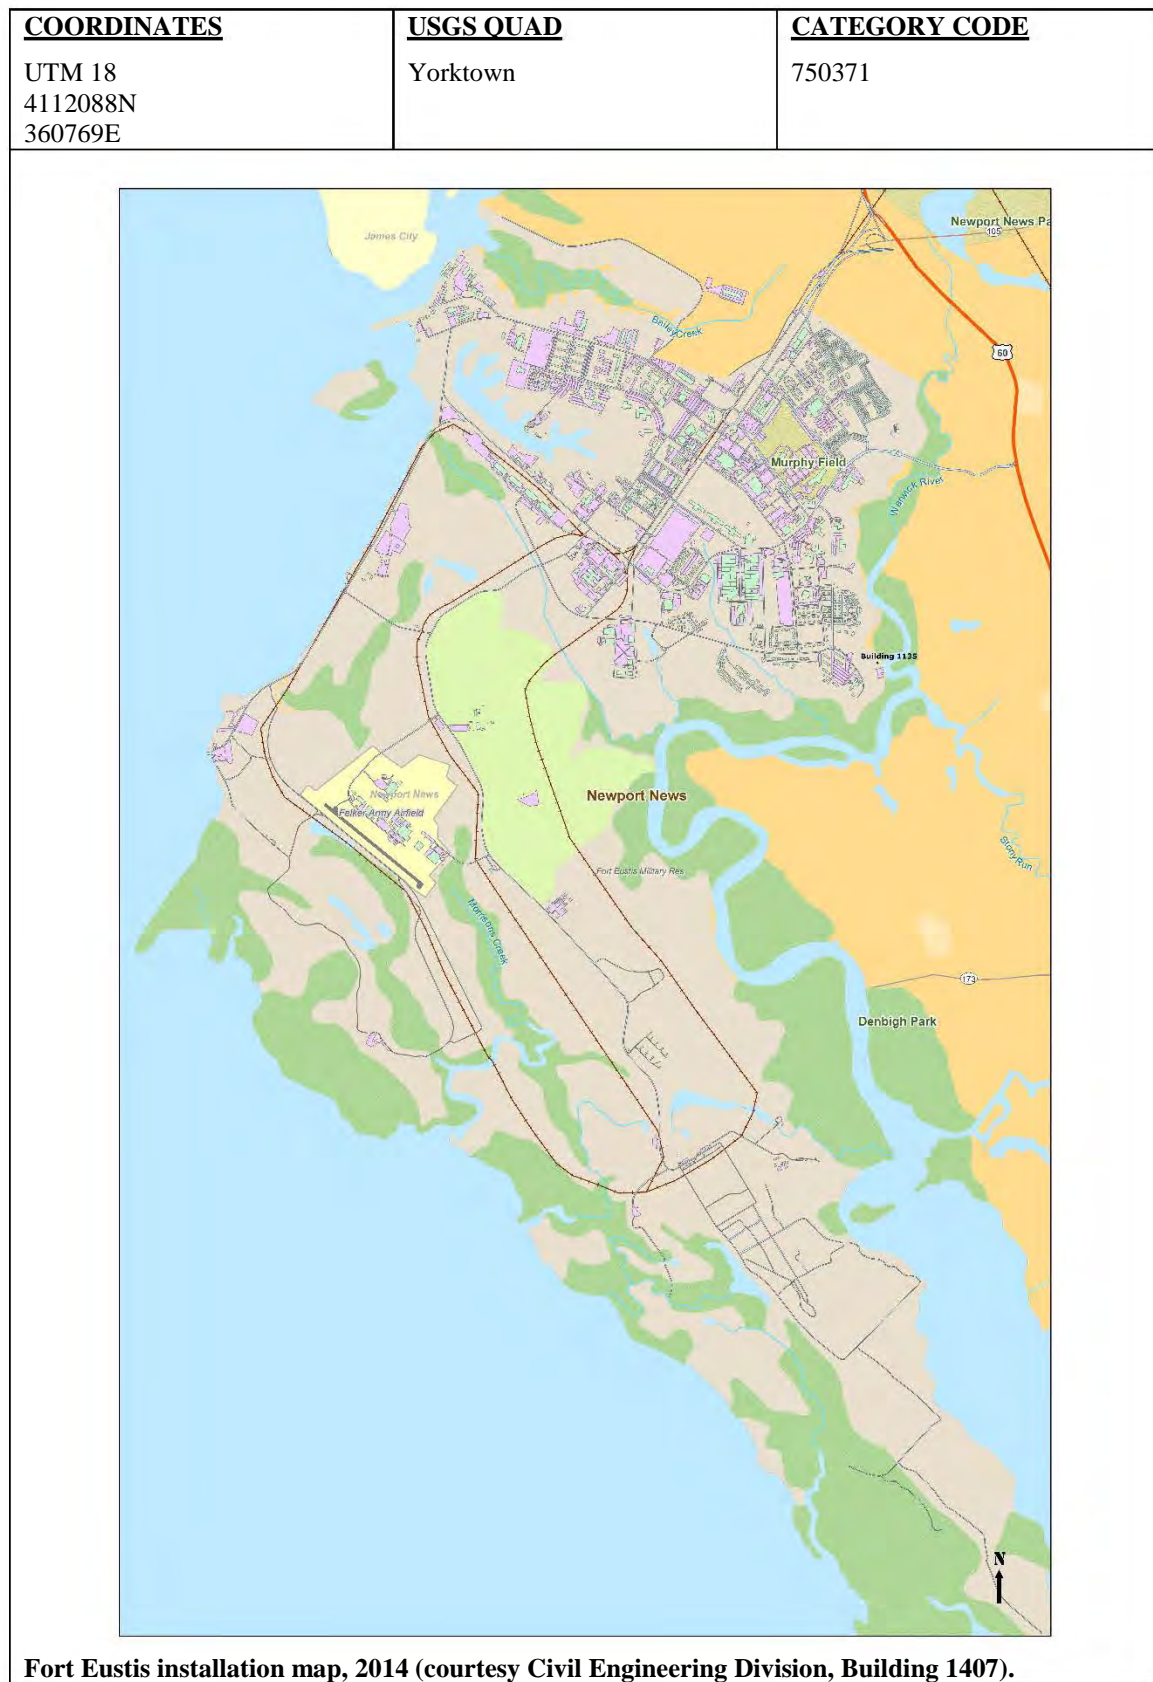 COORDINATES
UTM 18
4112088N
360769E
USGS QUAD
Yorktown
CATEGORY CODE
750371
James City
Newport News Pa
105
Bailey Creek
60
Murphy Field
Warwick River
Building 1135
Newport News
Newport News
Felker Army Airfield
Stony Run
Fort Eustis Military Res
Morrisons Creek
173
Denbigh Park
N
Fort Eustis installation map, 2014 (courtesy Civil Engineering Division, Building 1407).